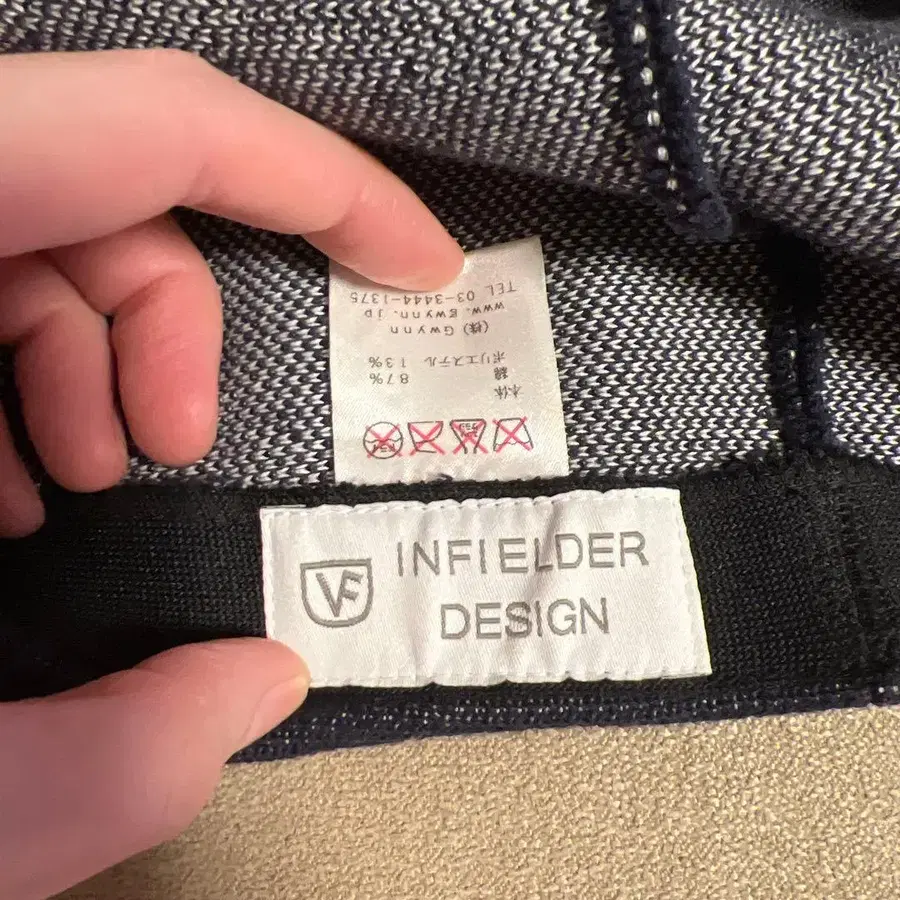 TEL 03-3444-1375
www.gwynn.jp
(株) Gwynn
ポリエステル 13%
綿 87%
本体
VF
INFIELDER
DESIGN